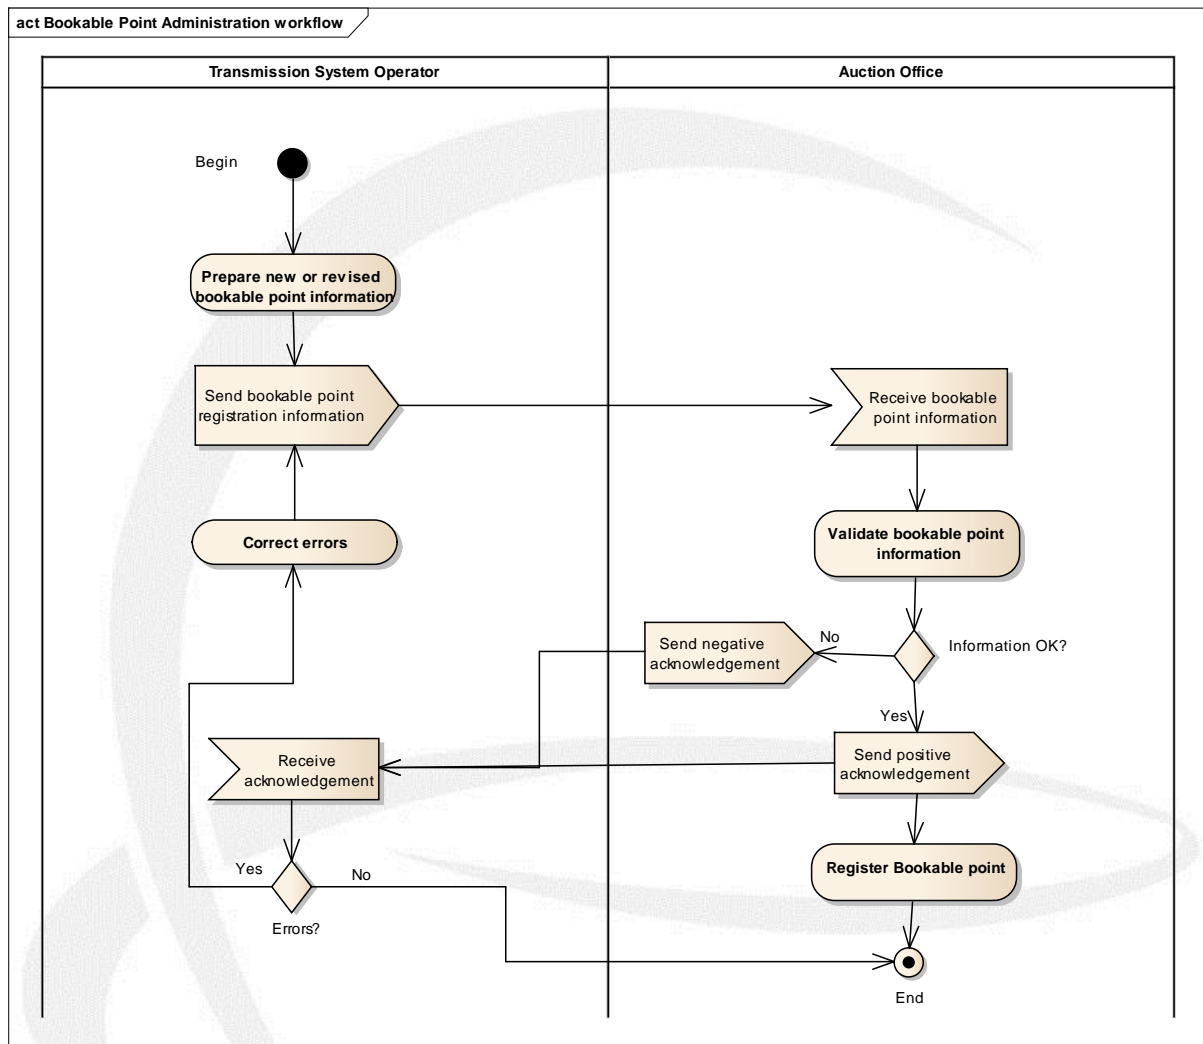 act Bookable Point Administration workflow
Transmission System Operator
Auction Office
Begin
Prepare new or revised
bookable point information
Send bookable point
registration information
Receive bookable
point information
Correct errors
Validate bookable point
information
Send negative
acknowledgement
No
Information OK?
Yes
Receive
acknowledgement
Send positive
acknowledgement
Yes
No
Errors?
Register Bookable point
End